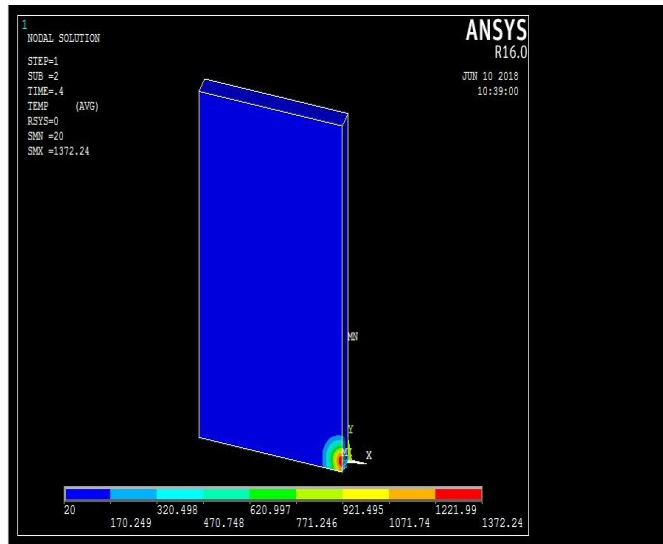 1
NODAL SOLUTION
STEP=1
SUB =2
TIME=.4
TEMP (AVG)
RSYS=0
SMN =20
SMX =1372.24
ANSYS
R16.0
JUN 10 2018
10:39:00
MN
Y
MX
X
20 320.498 620.997 921.495 1221.99
170.249 470.748 771.246 1071.74 1372.24